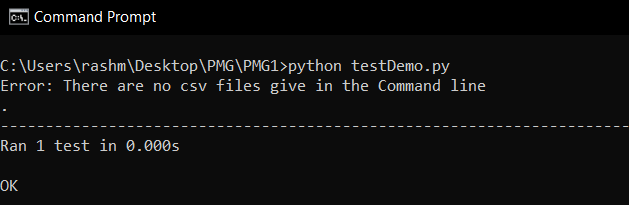 Command Prompt
C:\Users\rashm\Desktop\PMG\PMG1>python testDemo.py
Error: There are no csv files give in the Command line
.
----------------------------------------------------------------------
Ran 1 test in 0.000s
OK